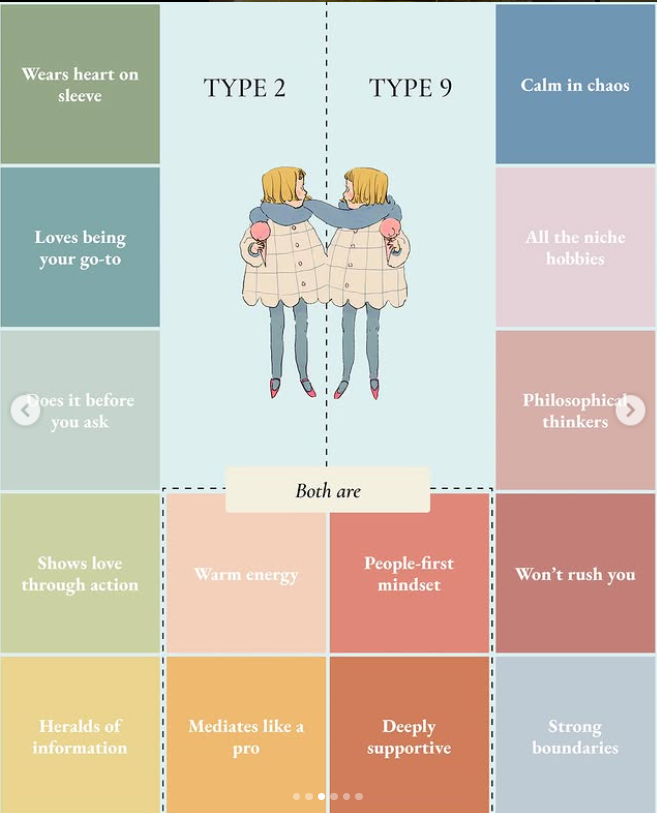 TYPE 2
TYPE 9
Wears heart on
sleeve
Loves being
your go-to
Does it before
you ask
Shows love
through action
Heralds of
information
Calm in chaos
All the niche
hobbies
Philosophical
thinkers
Won't rush you
Strong
boundaries
Both are
Warm energy
People-first
mindset
Mediates like a
pro
Deeply
supportive